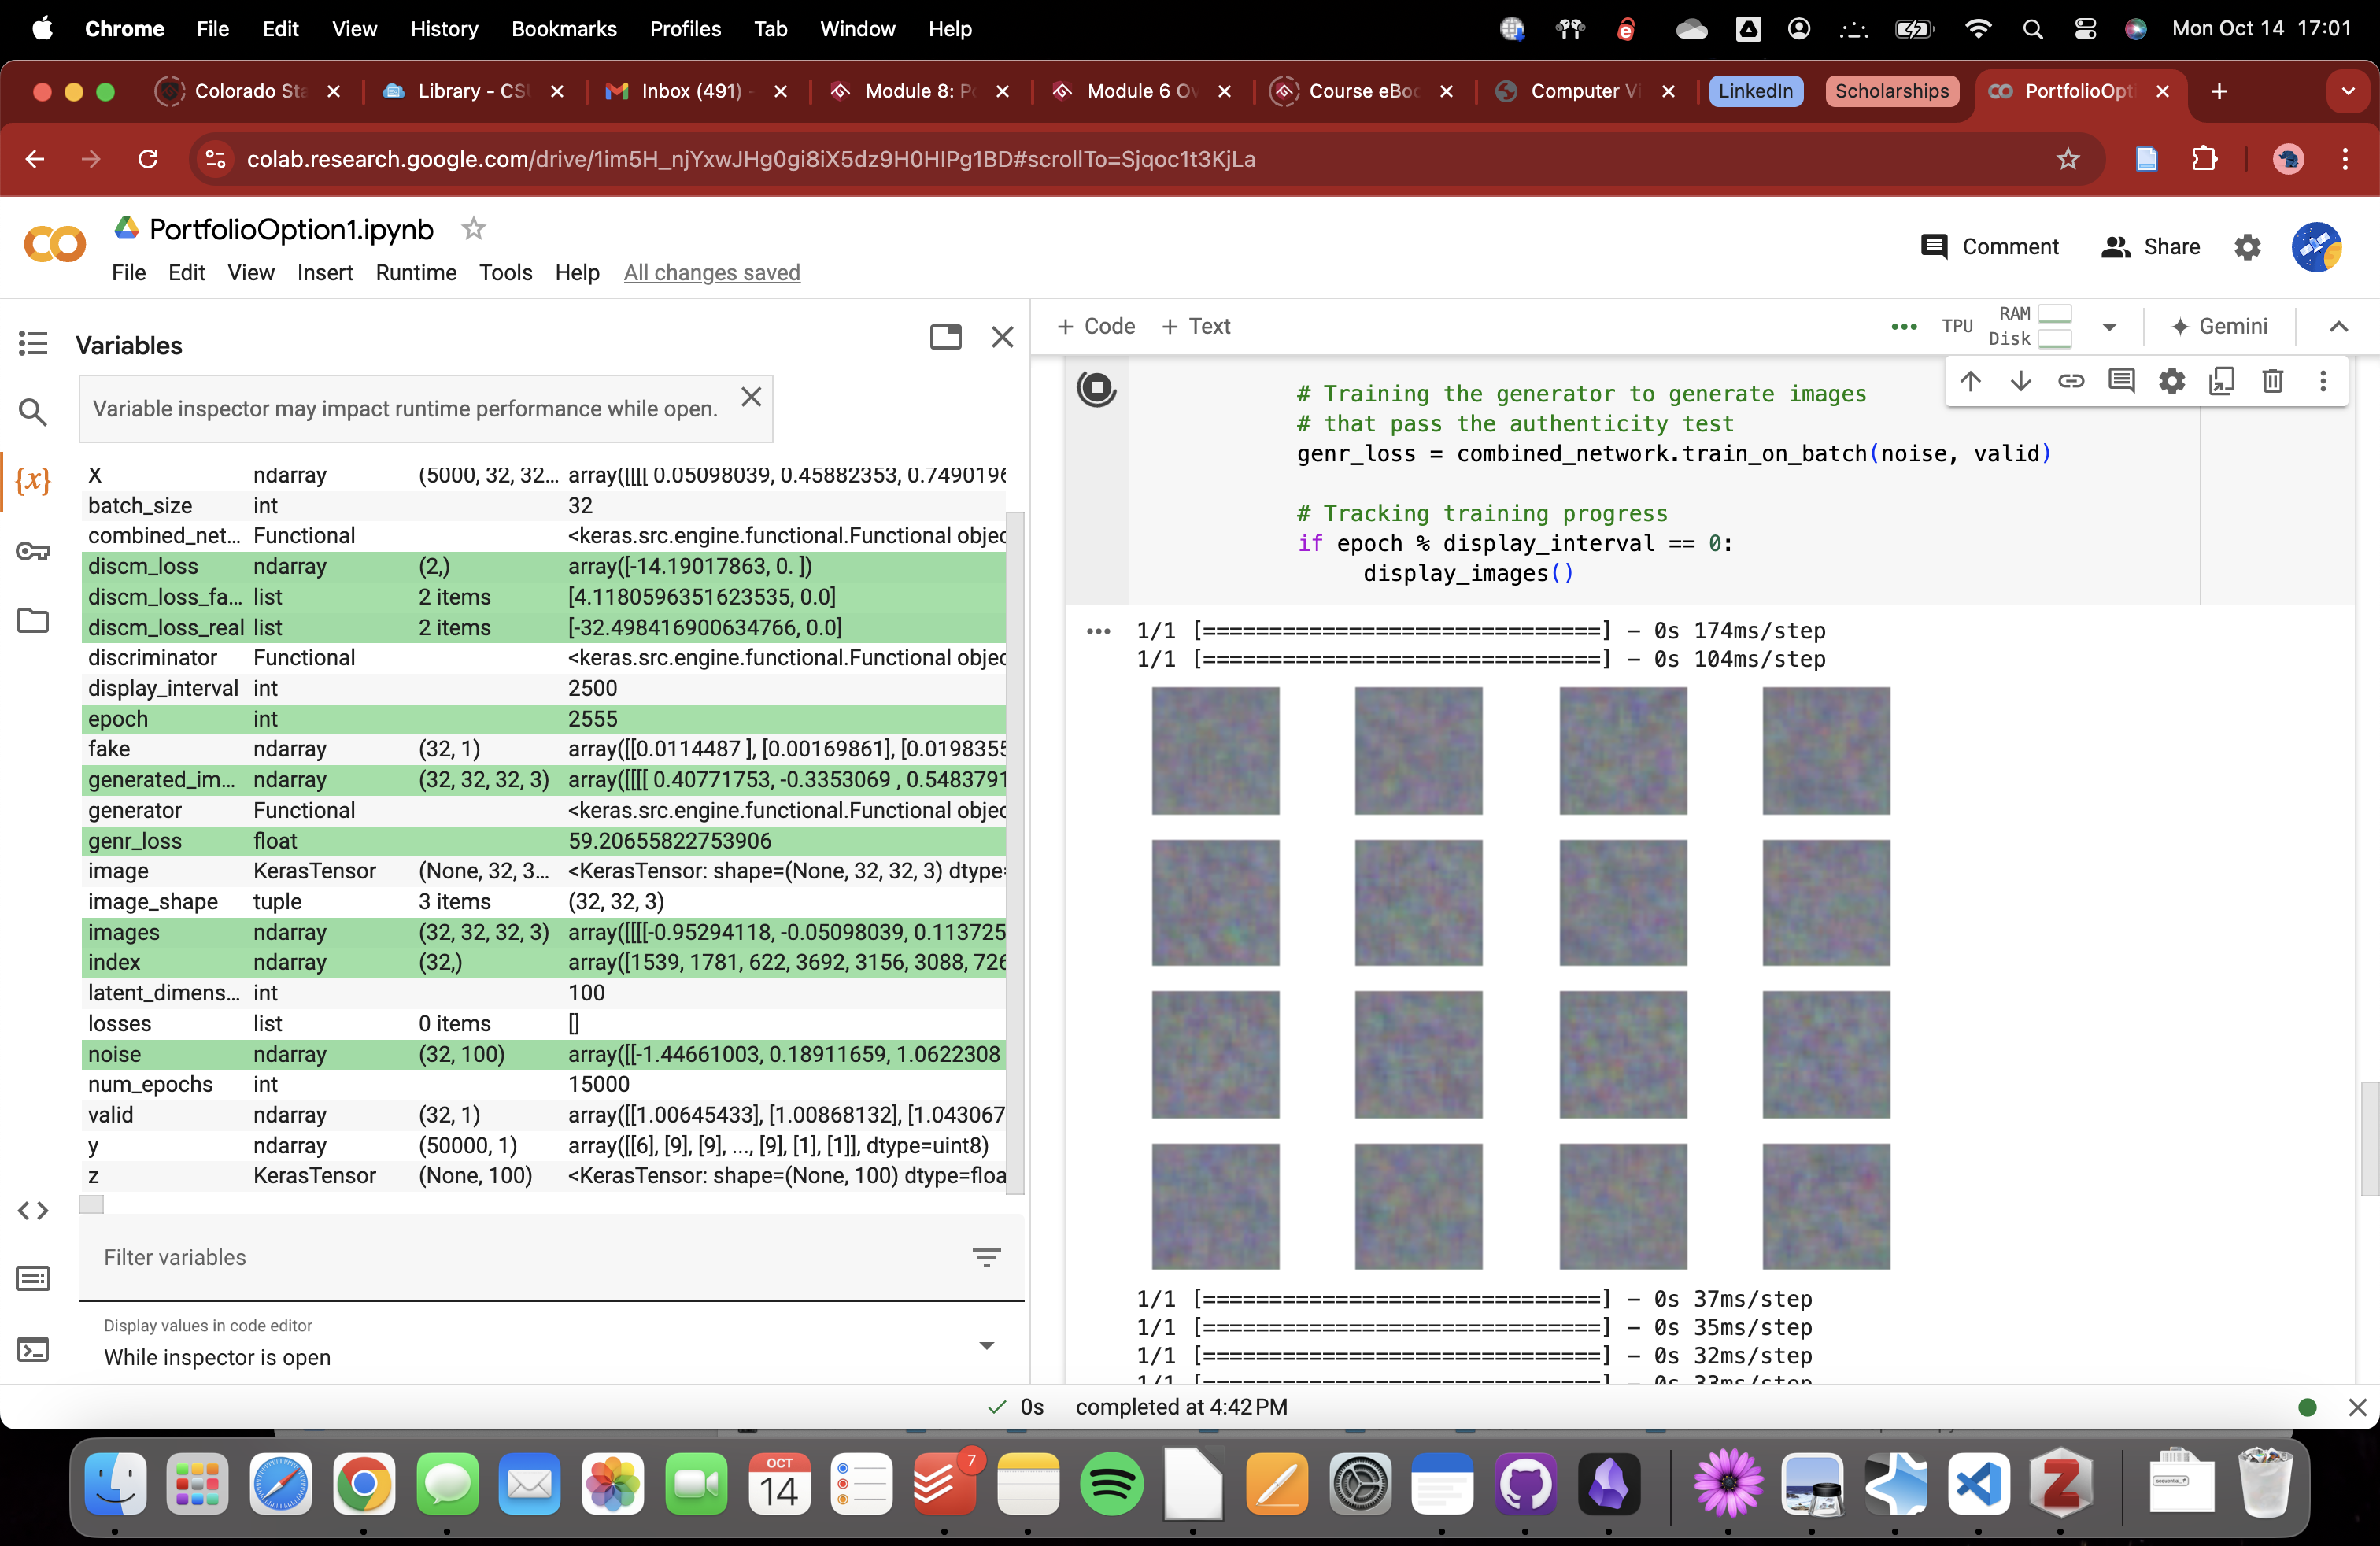 Chrome File Edit View History Bookmarks Profiles Tab Window Help Mon Oct 14 17:01
Colorado Sta Library - CS Inbox (491) - Module 8: P Module 6 Ov Course eBoo Computer Vi LinkedIn Scholarships PortfolioOpti
colab.research.google.com/drive/1im5H_njYxwJHg0gi8iX5dz9H0HIPg1BD#scrollTo=Sjqoc1t3KjLa
PortfolioOption1.ipynb
Comment Share
File Edit View Insert Runtime Tools Help All changes saved
Variables
Variable inspector may impact runtime performance while open.
X ndarray (5000, 32, 32... array([[[[ 0.05098039, 0.45882353, 0.7490196
batch_size int 32
combined_net... Functional <keras.src.engine.functional.Functional objec
discm_loss ndarray (2,) array([-14.19017863, 0. ])
discm_loss_fa... list 2 items [4.1180596351623535, 0.0]
discm_loss_real list 2 items [-32.498416900634766, 0.0]
discriminator Functional <keras.src.engine.functional.Functional objec
display_interval int 2500
epoch int 2555
fake ndarray (32, 1) array([[0.0114487 ], [0.00169861], [0.0198355
generated_im... ndarray (32, 32, 32, 3) array([[[[ 0.40771753, -0.3353069 , 0.5483791
generator Functional <keras.src.engine.functional.Functional objec
genr_loss float 59.20655822753906
image KerasTensor (None, 32, 3... <KerasTensor: shape=(None, 32, 32, 3) dtype=
image_shape tuple 3 items (32, 32, 3)
images ndarray (32, 32, 32, 3) array([[[[-0.95294118, -0.05098039, 0.113725
index ndarray (32,) array([1539, 1781, 622, 3692, 3156, 3088, 726
latent_dimens... int 100
losses list 0 items []
noise ndarray (32, 100) array([[-1.44661003, 0.18911659, 1.0622308
num_epochs int 15000
valid ndarray (32, 1) array([[1.00645433], [1.00868132], [1.043067
y ndarray (50000, 1) array([[6], [9], [9], ..., [9], [1], [1]], dtype=uint8)
z KerasTensor (None, 100) <KerasTensor: shape=(None, 100) dtype=floa
Filter variables
Display values in code editor
While inspector is open
+ Code + Text
TPU RAM Disk Gemini
# Training the generator to generate images
# that pass the authenticity test
genr_loss = combined_network.train_on_batch(noise, valid)
# Tracking training progress
if epoch % display_interval == 0:
display_images()
1/1 [==============================] - 0s 174ms/step
1/1 [==============================] - 0s 104ms/step
1/1 [==============================] - 0s 37ms/step
1/1 [==============================] - 0s 35ms/step
1/1 [==============================] - 0s 32ms/step
1/1 [==============================] - 0s 33ms/step
0s completed at 4:42 PM
OCT
14
7